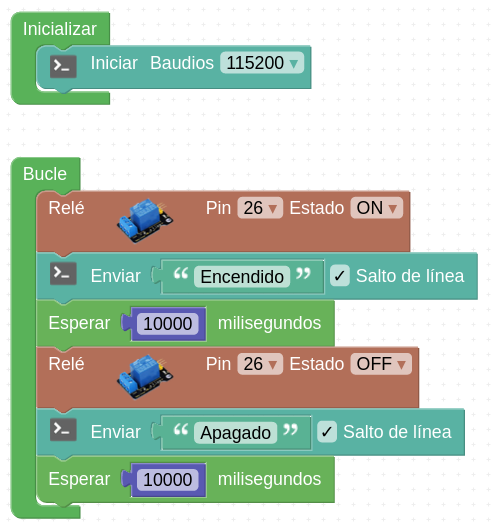 Inicializar
Iniciar Baudios 115200
Bucle
Relé Pin 26 Estado ON
Enviar “ Encendido ” Salto de línea
Esperar 10000 milisegundos
Relé Pin 26 Estado OFF
Enviar “ Apagado ” Salto de línea
Esperar 10000 milisegundos